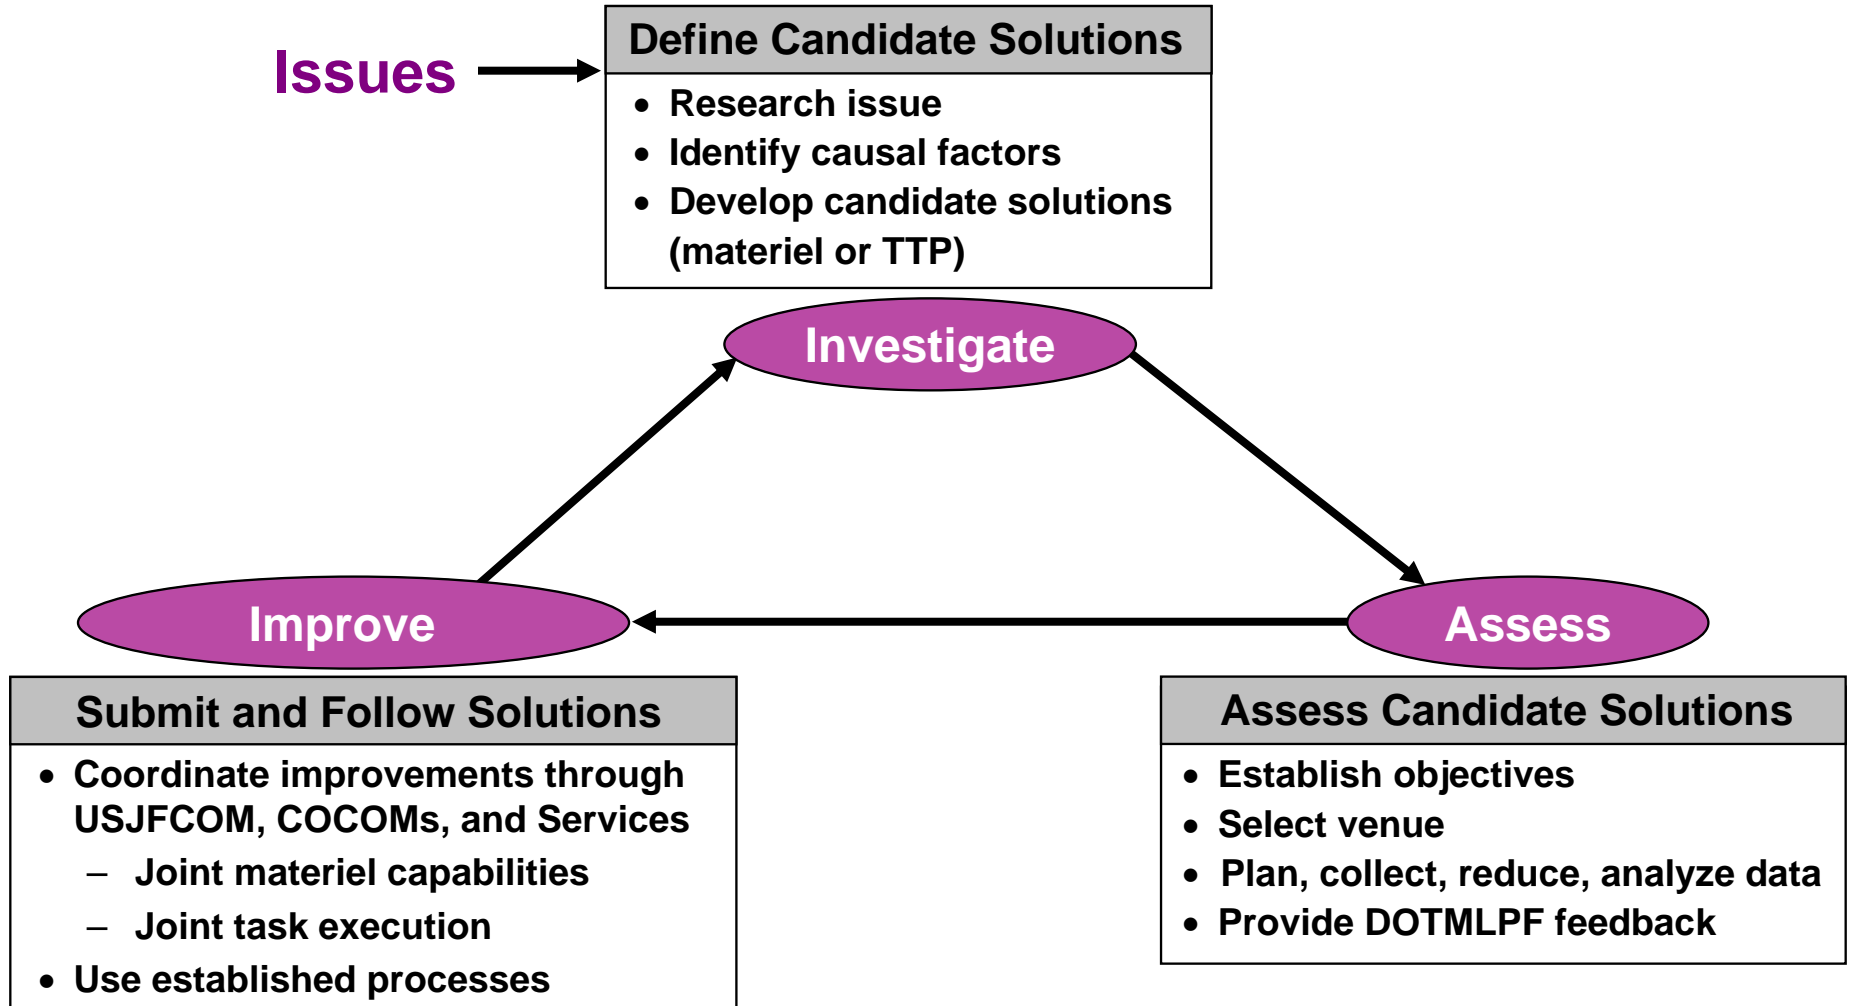 Issues
Define Candidate Solutions
• Research issue
• Identify causal factors
• Develop candidate solutions
(materiel or TTP)
Investigate
Improve
Assess
Submit and Follow Solutions
• Coordinate improvements through
USJFCOM, COCOMs, and Services
– Joint materiel capabilities
– Joint task execution
• Use established processes
Assess Candidate Solutions
• Establish objectives
• Select venue
• Plan, collect, reduce, analyze data
• Provide DOTMLPF feedback